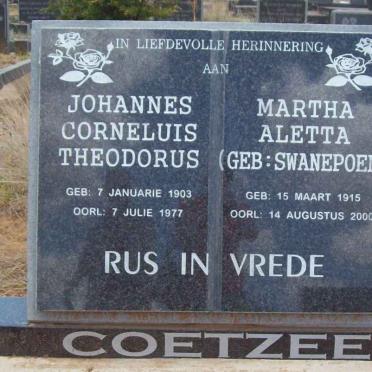 IN LIEFDEVOLLE HERINNERING
AAN
JOHANNES
CORNELUIS
THEODORUS
GEB: 7 JANUARIE 1903
OORL: 7 JULIE 1977
MARTHA
ALETTA
(GEB: SWANEPOEL
GEB: 15 MAART 1915
OORL: 14 AUGUSTUS 2000
RUS IN VREDE
COETZEE